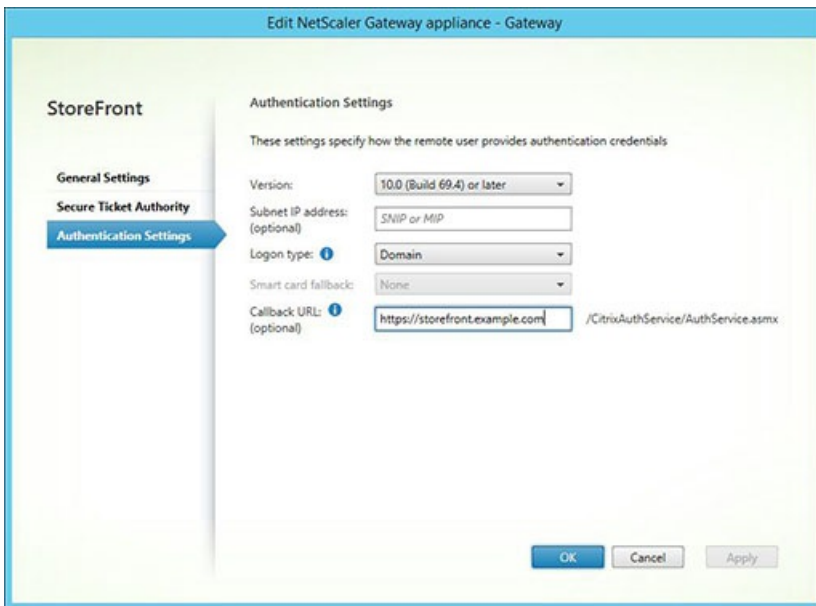 Edit NetScaler Gateway appliance - Gateway
StoreFront
General Settings
Secure Ticket Authority
Authentication Settings
Authentication Settings
These settings specify how the remote user provides authentication credentials
Version: 10.0 (Build 69.4) or later
Subnet IP address: SNIP or MIP
(optional)
Logon type: Domain
Smart card fallback: None
Callback URL: https://storefront.example.com /CitrixAuthService/AuthService.asmx
(optional)
OK Cancel Apply